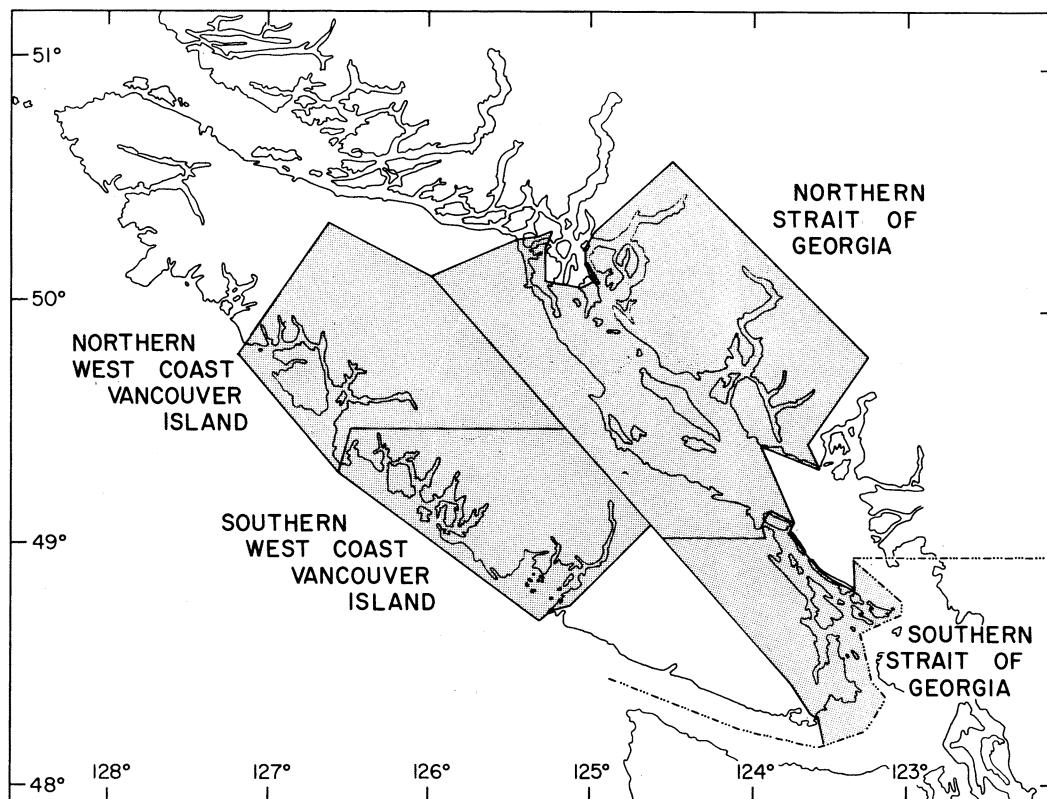 51°
50°
49°
48°
NORTHERN
STRAIT OF
GEORGIA
NORTHERN
WEST COAST
VANCOUVER
ISLAND
SOUTHERN
WEST COAST
VANCOUVER
ISLAND
SOUTHERN
STRAIT OF
GEORGIA
128° 127° 126° 125° 124° 123°